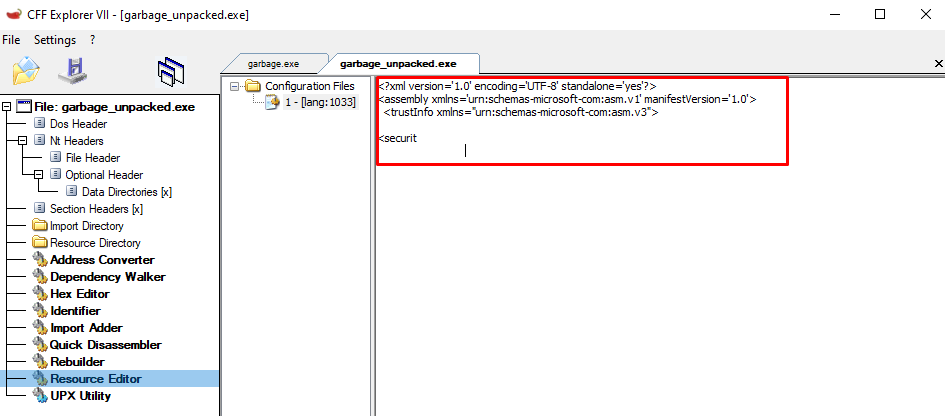 CFF Explorer VII - [garbage_unpacked.exe]
File Settings ?
garbage.exe garbage_unpacked.exe
File: garbage_unpacked.exe
Dos Header
Nt Headers
File Header
Optional Header
Data Directories [x]
Section Headers [x]
Import Directory
Resource Directory
Address Converter
Dependency Walker
Hex Editor
Identifier
Import Adder
Quick Disassembler
Rebuilder
Resource Editor
UPX Utility
Configuration Files
1 - [lang:1033]
<?xml version='1.0' encoding='UTF-8' standalone='yes'?>
<assembly xmlns='urn:schemas-microsoft-com:asm.v1' manifestVersion='1.0'>
<trustInfo xmlns="urn:schemas-microsoft-com:asm.v3">
<securit